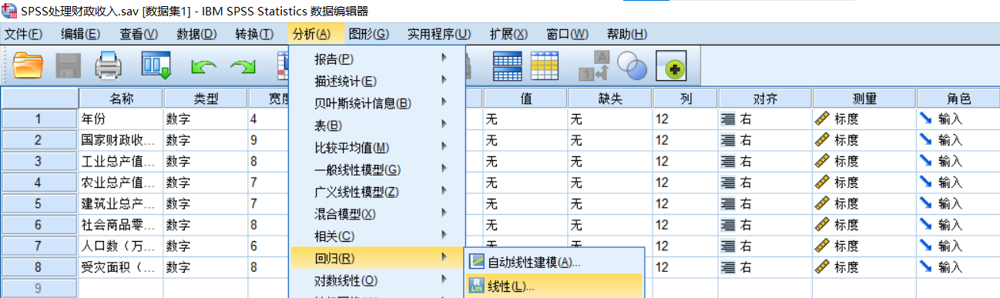 SPSS处理财政收入.sav [数据集1] - IBM SPSS Statistics 数据编辑器
文件(F) 编辑(E) 查看(V) 数据(D) 转换(T) 分析(A) 图形(G) 实用程序(U) 扩展(X) 窗口(W) 帮助(H)
报告(P)
描述统计(E)
贝叶斯统计信息(B)
表(B)
比较平均值(M)
一般线性模型(G)
广义线性模型(Z)
混合模型(X)
相关(C)
回归(R)
对数线性(O)
自动线性建模(A)...
线性(L)...
名称 类型 宽度 值 缺失 列 对齐 测量 角色
1 年份 数字 4 无 无 12 右 标度 输入
2 国家财政收... 数字 9 无 无 12 右 标度 输入
3 工业总产值... 数字 8 无 无 12 右 标度 输入
4 农业总产值... 数字 7 无 无 12 右 标度 输入
5 建筑业总产... 数字 7 无 无 12 右 标度 输入
6 社会商品零... 数字 8 无 无 12 右 标度 输入
7 人口数（万... 数字 6 无 无 12 右 标度 输入
8 受灾面积（... 数字 8 12 右 标度 输入
9